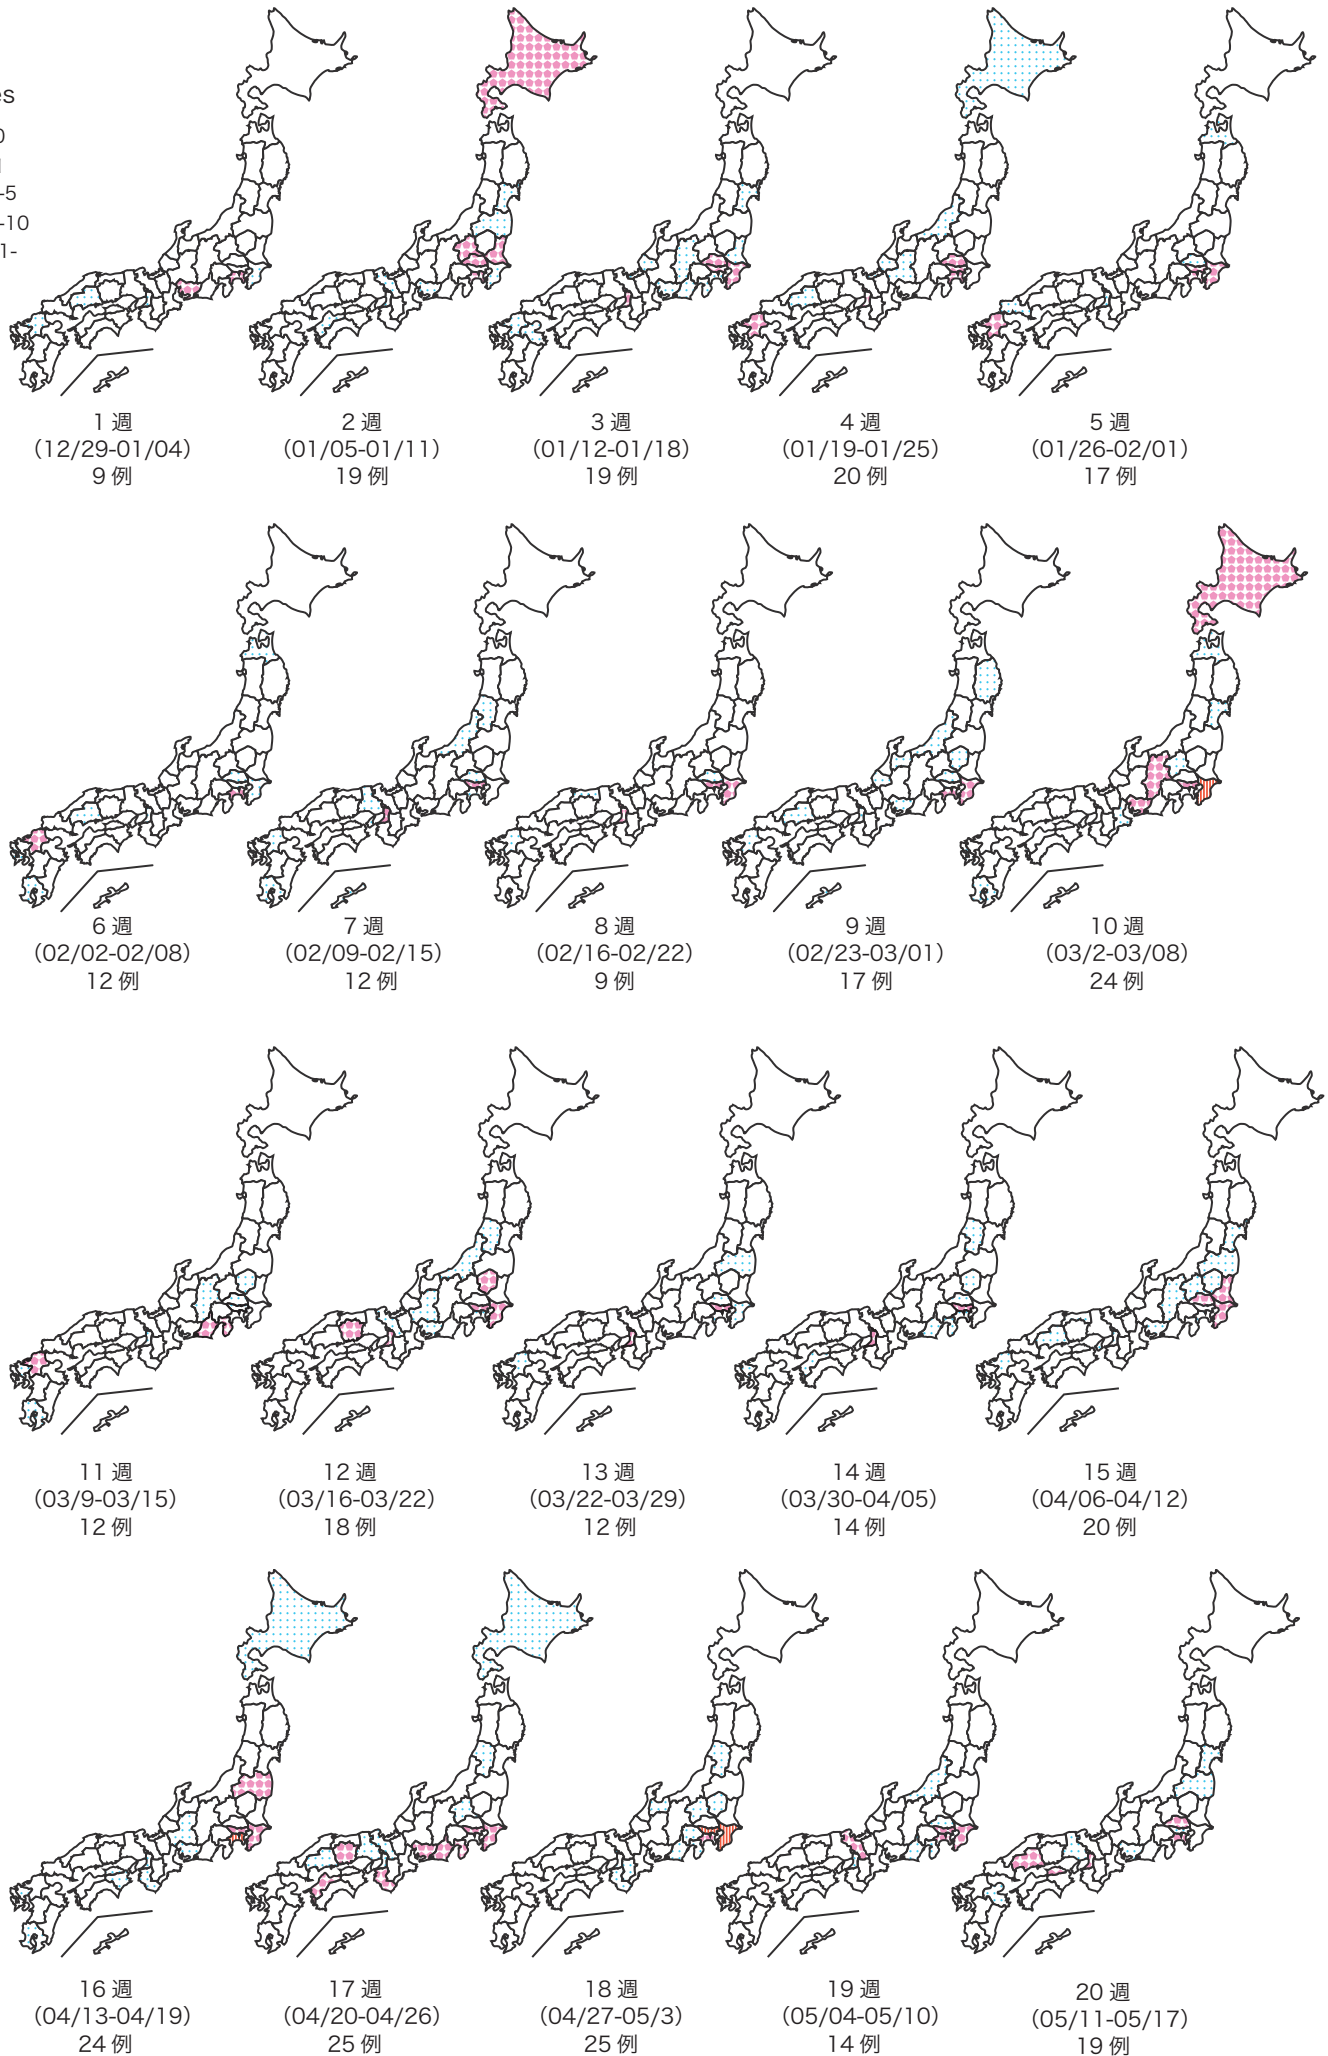 es
0
1
-5
-10
1-
1 週
(12/29-01/04)
9 例
2 週
(01/05-01/11)
19 例
3 週
(01/12-01/18)
19 例
4 週
(01/19-01/25)
20 例
5 週
(01/26-02/01)
17 例
6 週
(02/02-02/08)
12 例
7 週
(02/09-02/15)
12 例
8 週
(02/16-02/22)
9 例
9 週
(02/23-03/01)
17 例
10 週
(03/2-03/08)
24 例
11 週
(03/9-03/15)
12 例
12 週
(03/16-03/22)
18 例
13 週
(03/22-03/29)
12 例
14 週
(03/30-04/05)
14 例
15 週
(04/06-04/12)
20 例
16 週
(04/13-04/19)
24 例
17 週
(04/20-04/26)
25 例
18 週
(04/27-05/3)
25 例
19 週
(05/04-05/10)
14 例
20 週
(05/11-05/17)
19 例